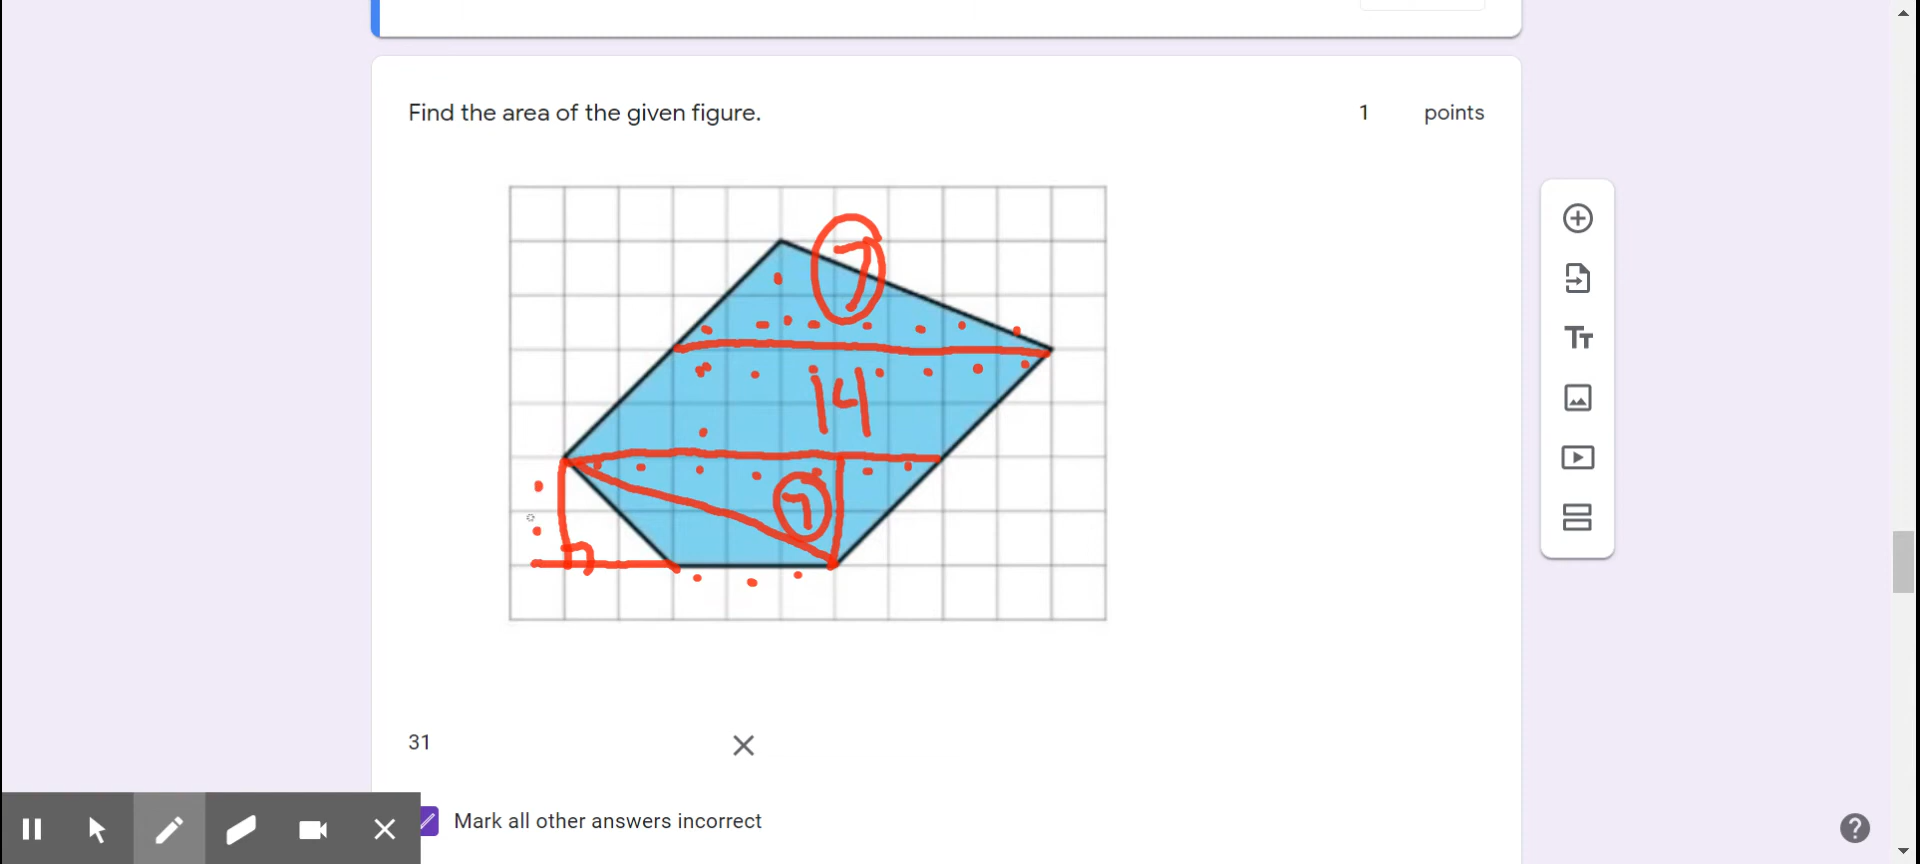 Find the area of the given figure.
1 points
7
14
7
31
Mark all other answers incorrect